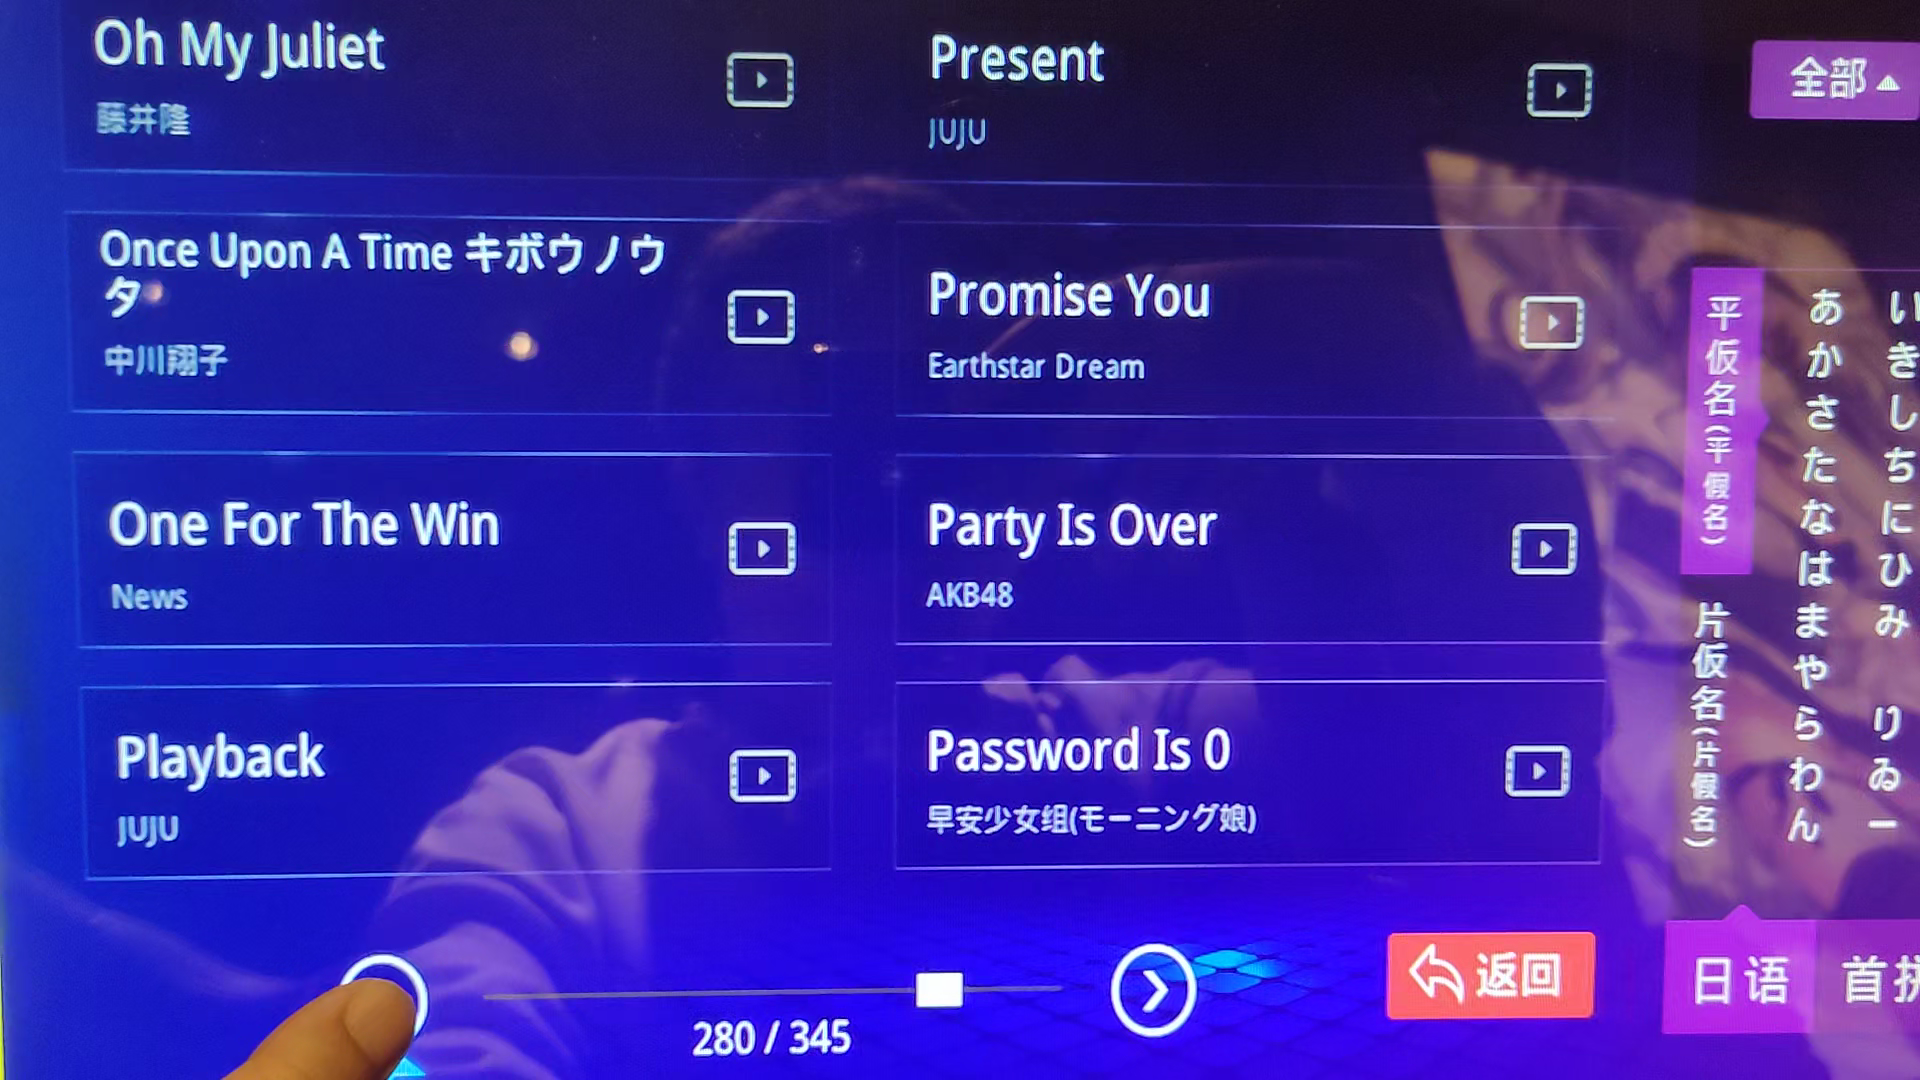 Oh My Juliet
藤井隆
Present
JUJU
Once Upon A Time キボウノウ
タ
中川翔子
Promise You
Earthstar Dream
One For The Win
News
Party Is Over
AKB48
Playback
JUJU
Password Is 0
早安少女组(モーニング娘)
280 / 345
返回
全部
平仮名(平假名)
片仮名(片假名)
あかさたなはまやらわん
いきしちにひみ りゐー
日语
首拼